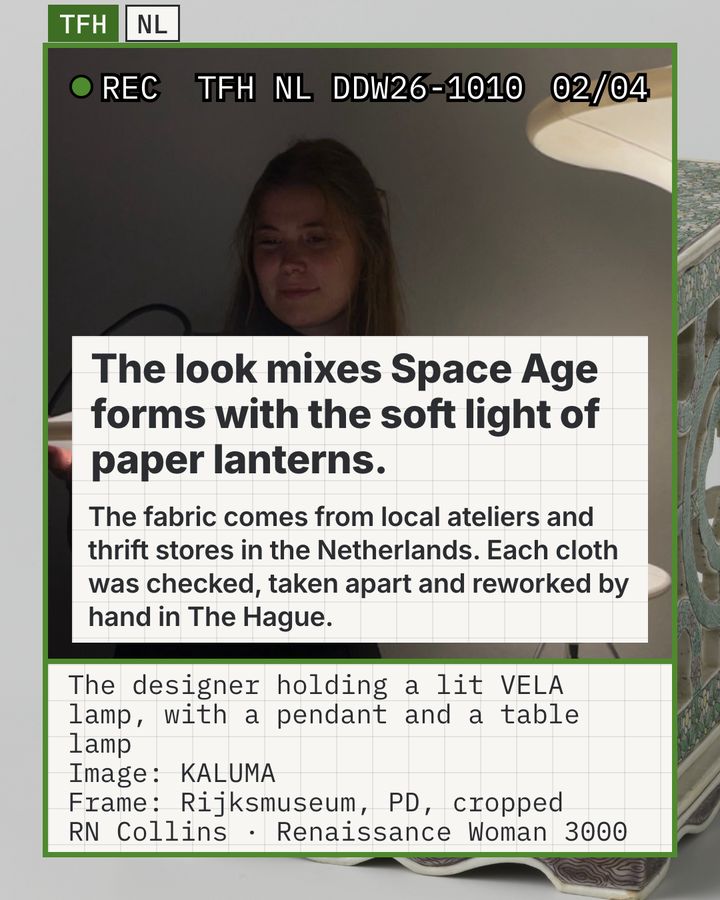 TFH NL
REC TFH NL DDW26-1010 02/04
The look mixes Space Age
forms with the soft light of
paper lanterns.
The fabric comes from local ateliers and
thrift stores in the Netherlands. Each cloth
was checked, taken apart and reworked by
hand in The Hague.
The designer holding a lit VELA
lamp, with a pendant and a table
lamp
Image: KALUMA
Frame: Rijksmuseum, PD, cropped
RN Collins · Renaissance Woman 3000